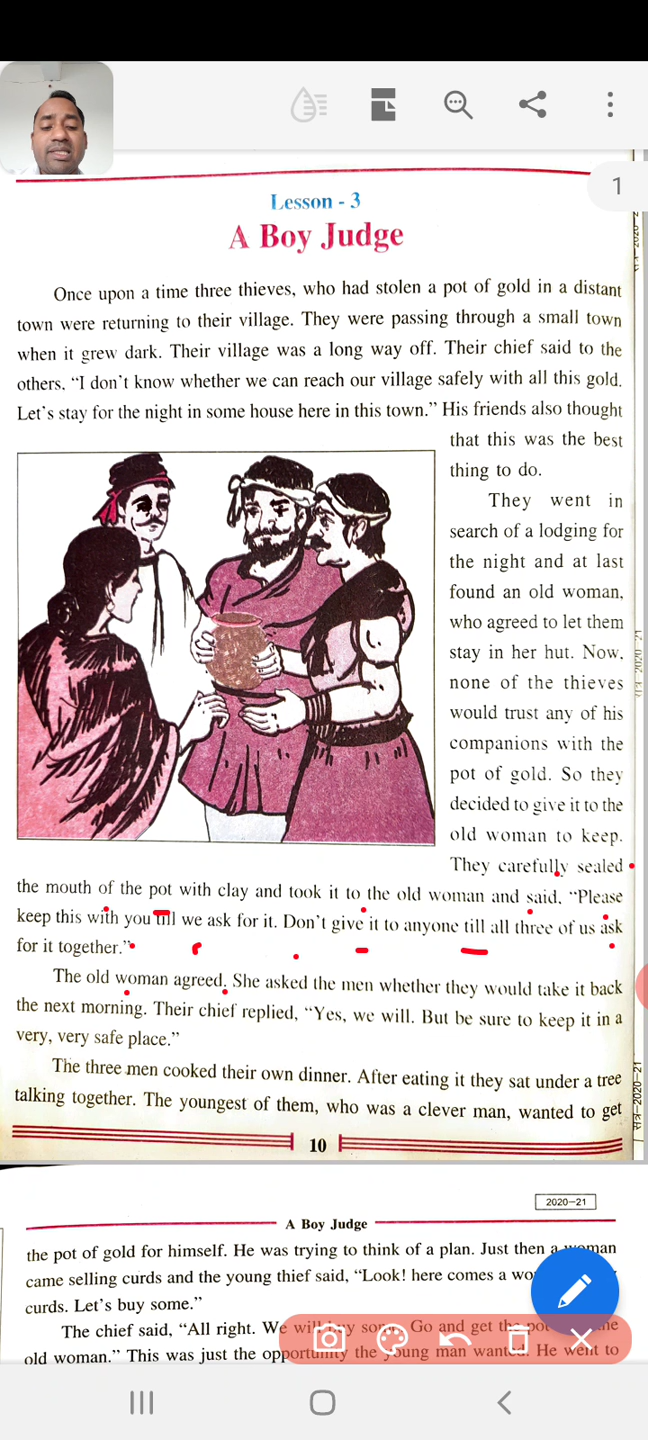 1
Lesson - 3
A Boy Judge
Once upon a time three thieves, who had stolen a pot of gold in a distant
town were returning to their village. They were passing through a small town
when it grew dark. Their village was a long way off. Their chief said to the
others, “I don’t know whether we can reach our village safely with all this gold.
Let’s stay for the night in some house here in this town.” His friends also thought
that this was the best
thing to do.
They went in
search of a lodging for
the night and at last
found an old woman,
who agreed to let them
stay in her hut. Now,
none of the thieves
would trust any of his
companions with the
pot of gold. So they
decided to give it to the
old woman to keep.
They carefully sealed
the mouth of the pot with clay and took it to the old woman and said, “Please
keep this with you till we ask for it. Don’t give it to anyone till all three of us ask
for it together.”
The old woman agreed. She asked the men whether they would take it back
the next morning. Their chief replied, “Yes, we will. But be sure to keep it in a
very, very safe place.”
The three men cooked their own dinner. After eating it they sat under a tree
talking together. The youngest of them, who was a clever man, wanted to get
10
सत्र-2020-21
सत्र-2020-21
2020-21
A Boy Judge
the pot of gold for himself. He was trying to think of a plan. Just then a woman
came selling curds and the young thief said, “Look! here comes a
curds. Let’s buy some.”
The chief said, “All right. We will buy some. Go and get the pot
old woman.” This was just the opportunity the young man wanted. He went to